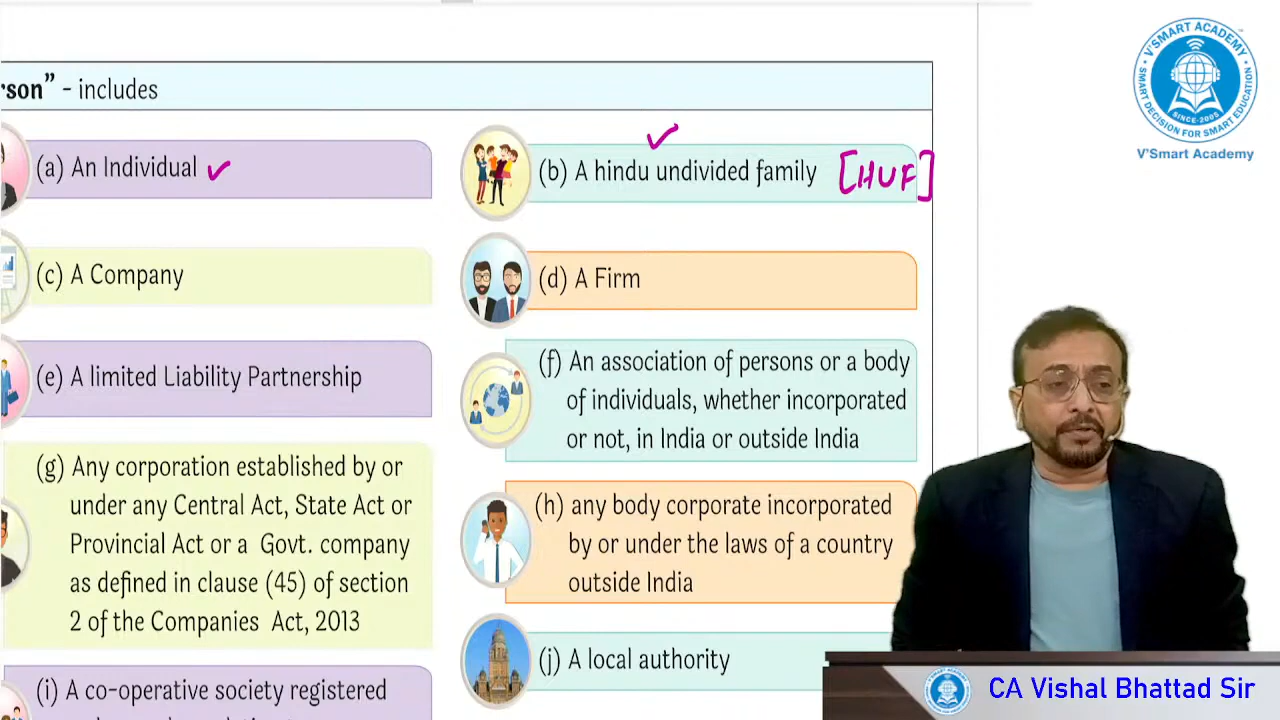 rson” - includes
(a) An Individual
(b) A hindu undivided family [HUF]
(c) A Company
(d) A Firm
(e) A limited Liability Partnership
(f) An association of persons or a body
of individuals, whether incorporated
or not, in India or outside India
(g) Any corporation established by or
under any Central Act, State Act or
Provincial Act or a Govt. company
as defined in clause (45) of section
2 of the Companies Act, 2013
(h) any body corporate incorporated
by or under the laws of a country
outside India
(i) A co-operative society registered
(j) A local authority
V'SMART ACADEMY
SMART DECISION FOR SMART EDUCATION
SINCE-2005
V'Smart Academy
CA Vishal Bhattad Sir